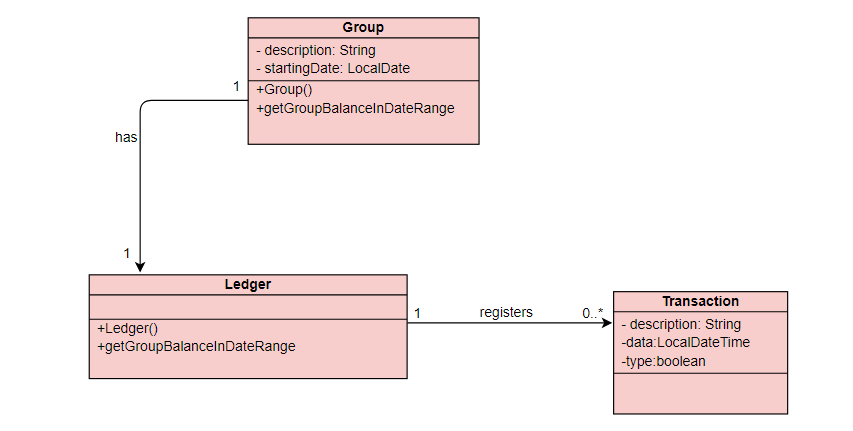 Group
- description: String
- startingDate: LocalDate
+Group()
+getGroupBalanceInDateRange
1
has
1
Ledger
+Ledger()
+getGroupBalanceInDateRange
1
registers
0..*
Transaction
- description: String
-data:LocalDateTime
-type:boolean